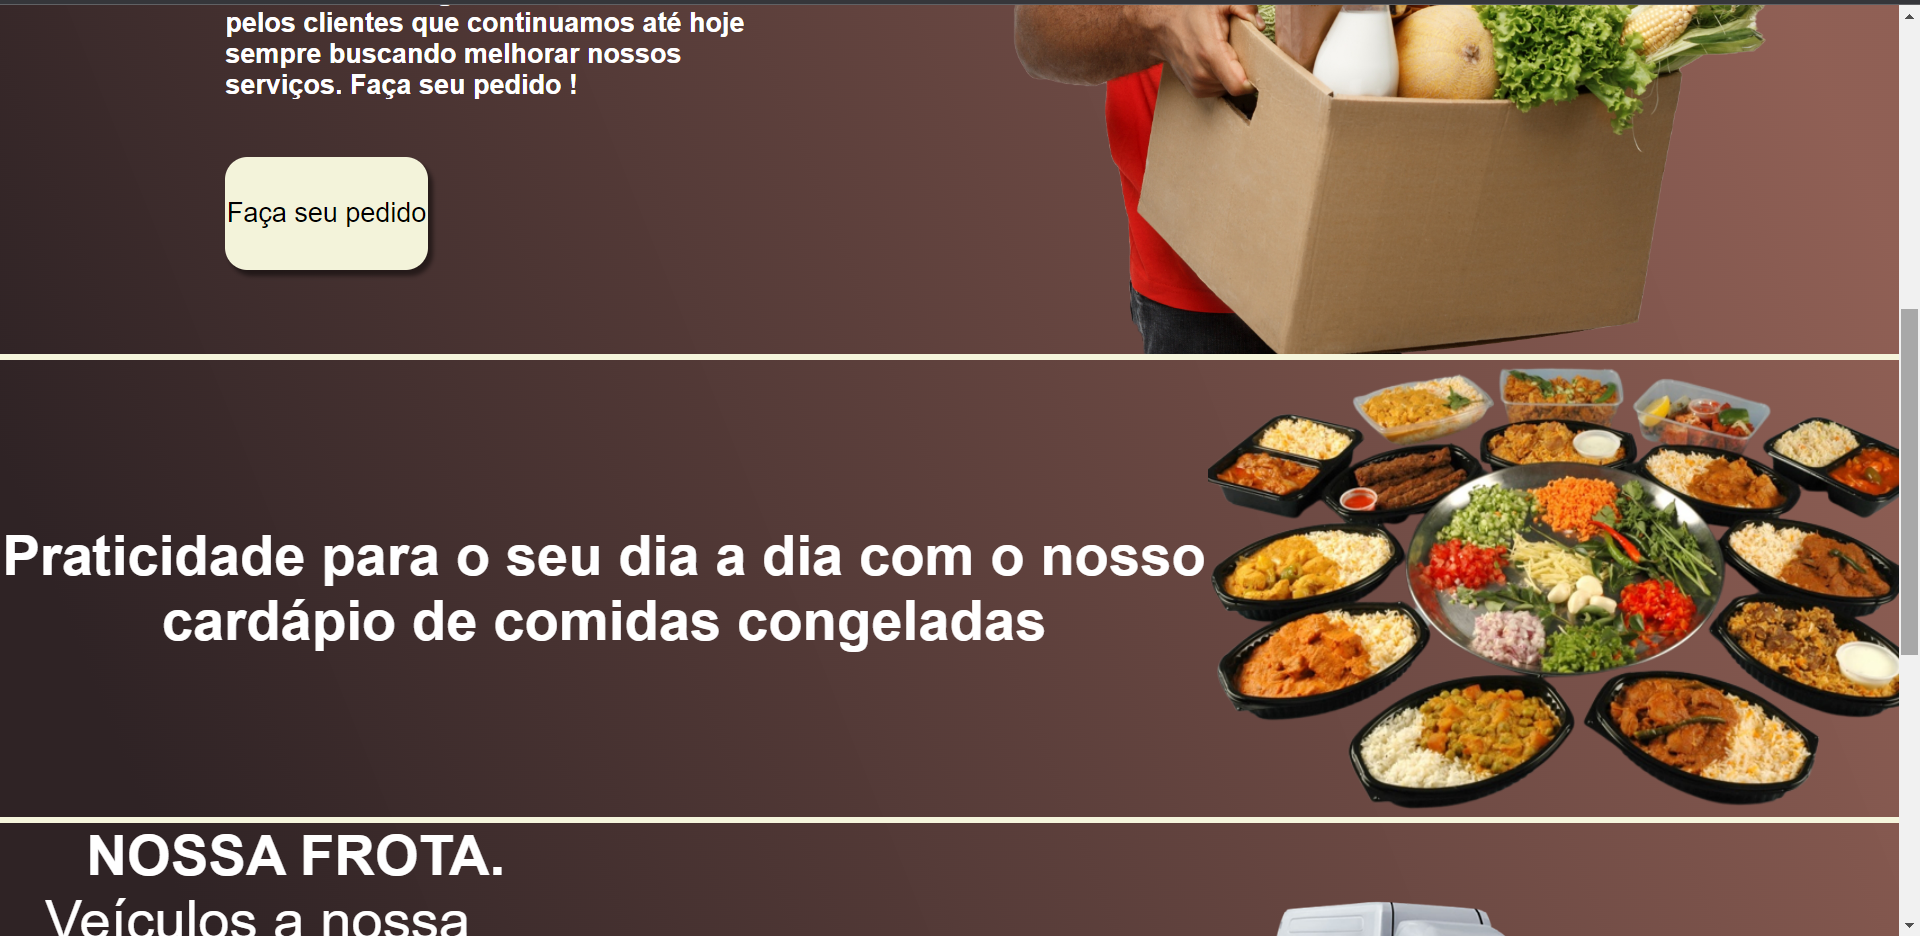 pelos clientes que continuamos até hoje
sempre buscando melhorar nossos
serviços. Faça seu pedido !
Faça seu pedido
Praticidade para o seu dia a dia com o nosso
cardápio de comidas congeladas
NOSSA FROTA.
Veículos a nossa